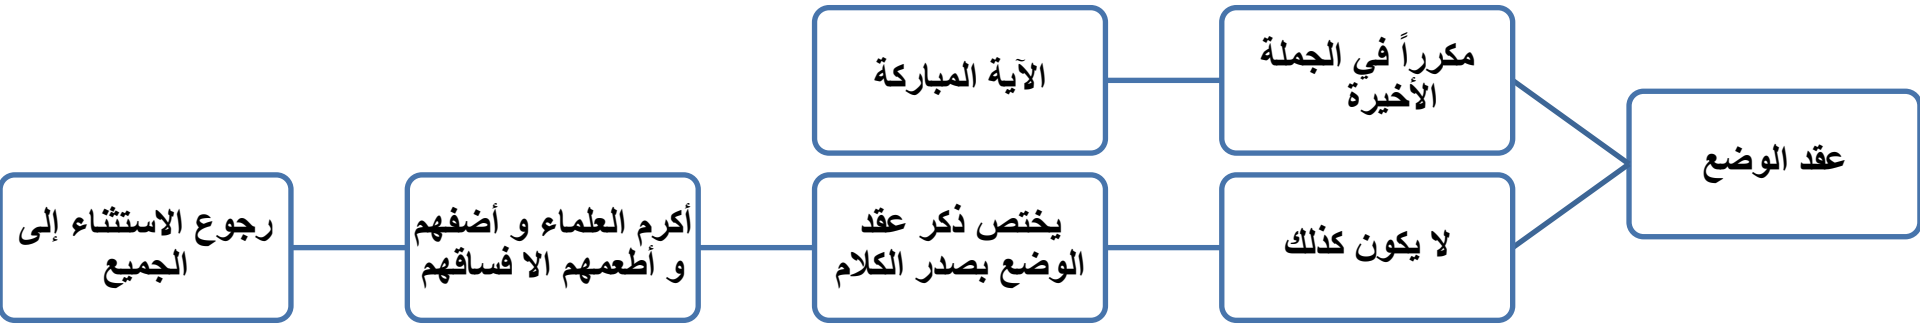 عقد الوضع
مكرراً في الجملة
الأخيرة
الآية المباركة
لا يكون كذلك
يختص ذكر عقد
الوضع بصدر الكلام
أكرم العلماء و أضفهم
و أطعمهم الا فساقهم
رجوع الاستثناء إلى
الجميع